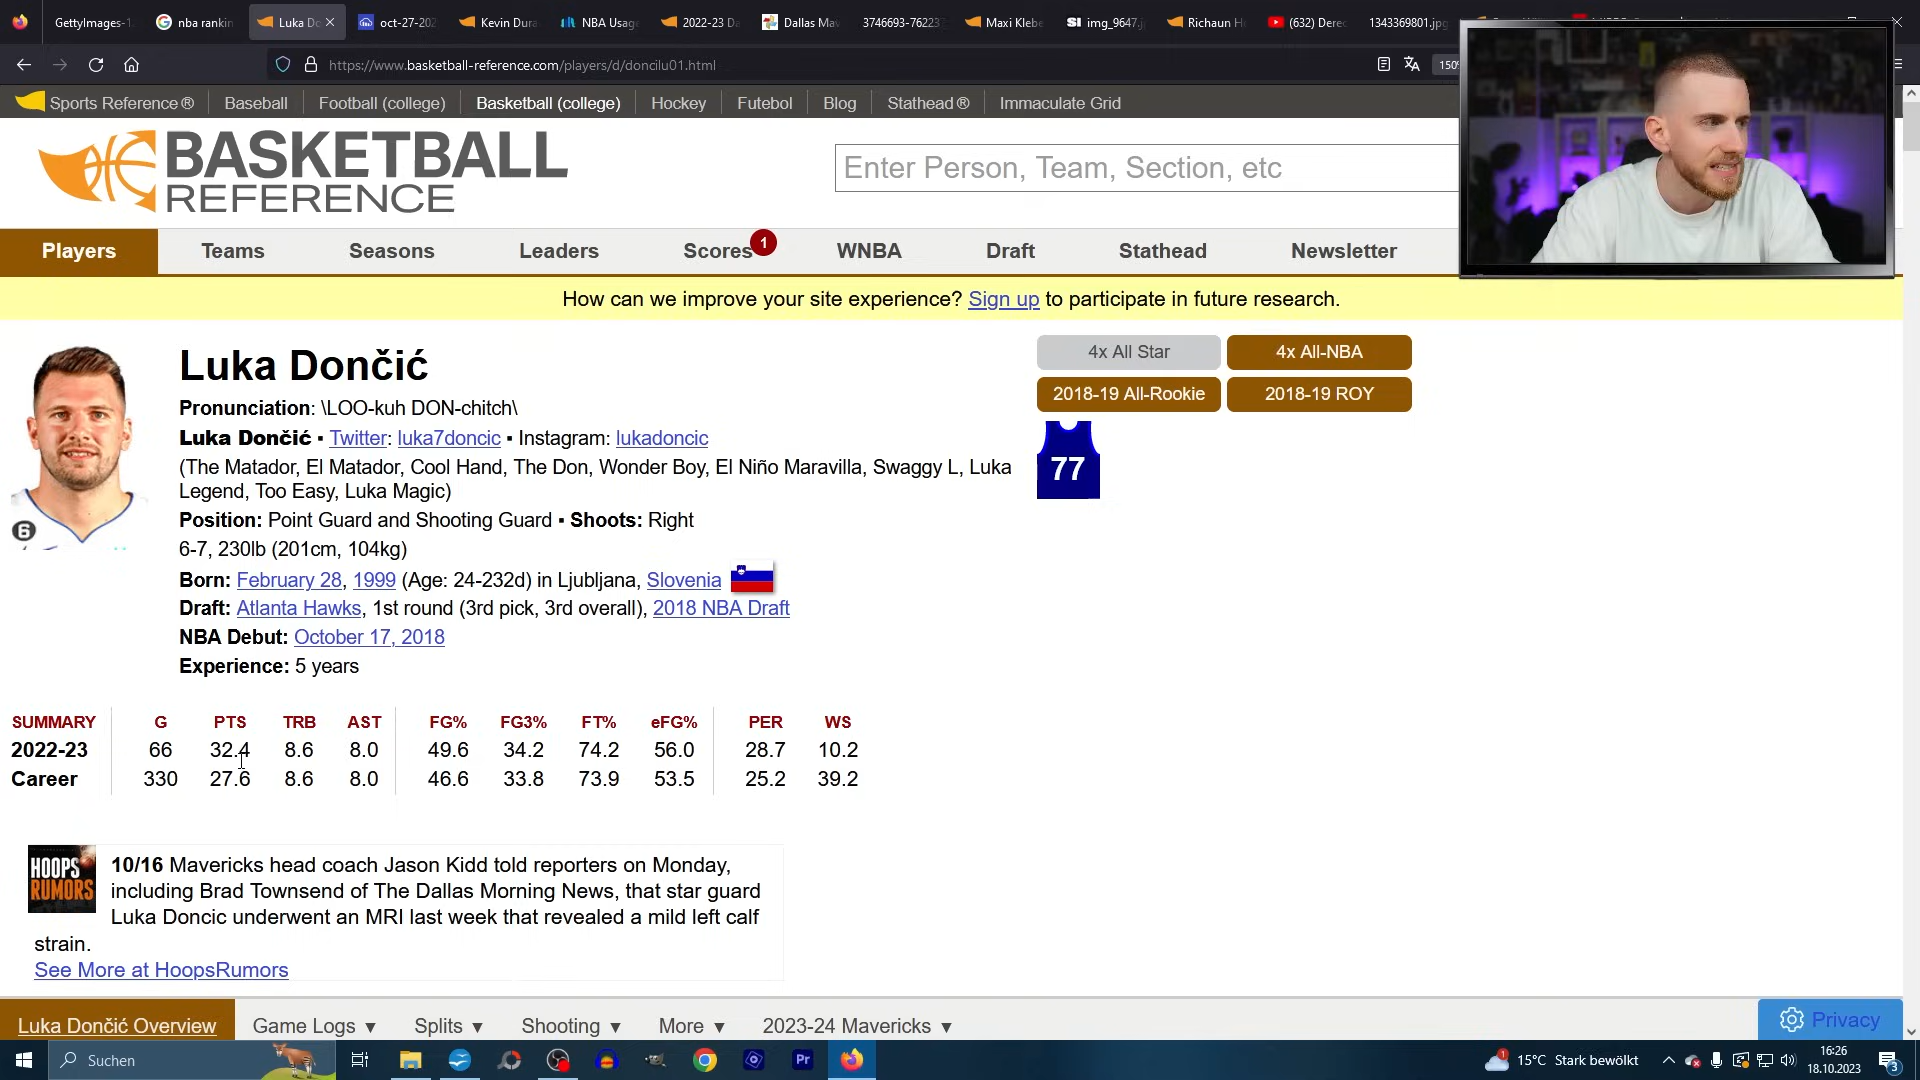 GettyImages-1
nba rankin
Luka Do
oct-27-202
Kevin Dura
NBA Usage
2022-23 Da
Dallas Mav
3746693-76223
Maxi Klebe
SI img_9647.j
Richaun H
(632) Derec
1343369801.jpg
https://www.basketball-reference.com/players/d/doncilu01.html
150%
Sports Reference ®
Baseball
Football (college)
Basketball (college)
Hockey
Futebol
Blog
Stathead ®
Immaculate Grid
BASKETBALL
REFERENCE
Enter Person, Team, Section, etc
Players
Teams
Seasons
Leaders
Scores
1
WNBA
Draft
Stathead
Newsletter
How can we improve your site experience? Sign up to participate in future research.
Luka Dončić
Pronunciation: \LOO-kuh DON-chitch\
Luka Dončić ▪ Twitter: luka7doncic ▪ Instagram: lukadoncic
(The Matador, El Matador, Cool Hand, The Don, Wonder Boy, El Niño Maravilla, Swaggy L, Luka
Legend, Too Easy, Luka Magic)
Position: Point Guard and Shooting Guard ▪ Shoots: Right
6-7, 230lb (201cm, 104kg)
Born: February 28, 1999 (Age: 24-232d) in Ljubljana, Slovenia
Draft: Atlanta Hawks, 1st round (3rd pick, 3rd overall), 2018 NBA Draft
NBA Debut: October 17, 2018
Experience: 5 years
4x All Star
4x All-NBA
2018-19 All-Rookie
2018-19 ROY
77
6
SUMMARY G PTS TRB AST FG% FG3% FT% eFG% PER WS
2022-23 66 32.4 8.6 8.0 49.6 34.2 74.2 56.0 28.7 10.2
Career 330 27.6 8.6 8.0 46.6 33.8 73.9 53.5 25.2 39.2
HOOPS
RUMORS
10/16 Mavericks head coach Jason Kidd told reporters on Monday,
including Brad Townsend of The Dallas Morning News, that star guard
Luka Doncic underwent an MRI last week that revealed a mild left calf
strain.
See More at HoopsRumors
Luka Dončić Overview
Game Logs ▼
Splits ▼
Shooting ▼
More ▼
2023-24 Mavericks ▼
Privacy
Suchen
Pr
1
15°C Stark bewölkt
16:26
18.10.2023
3